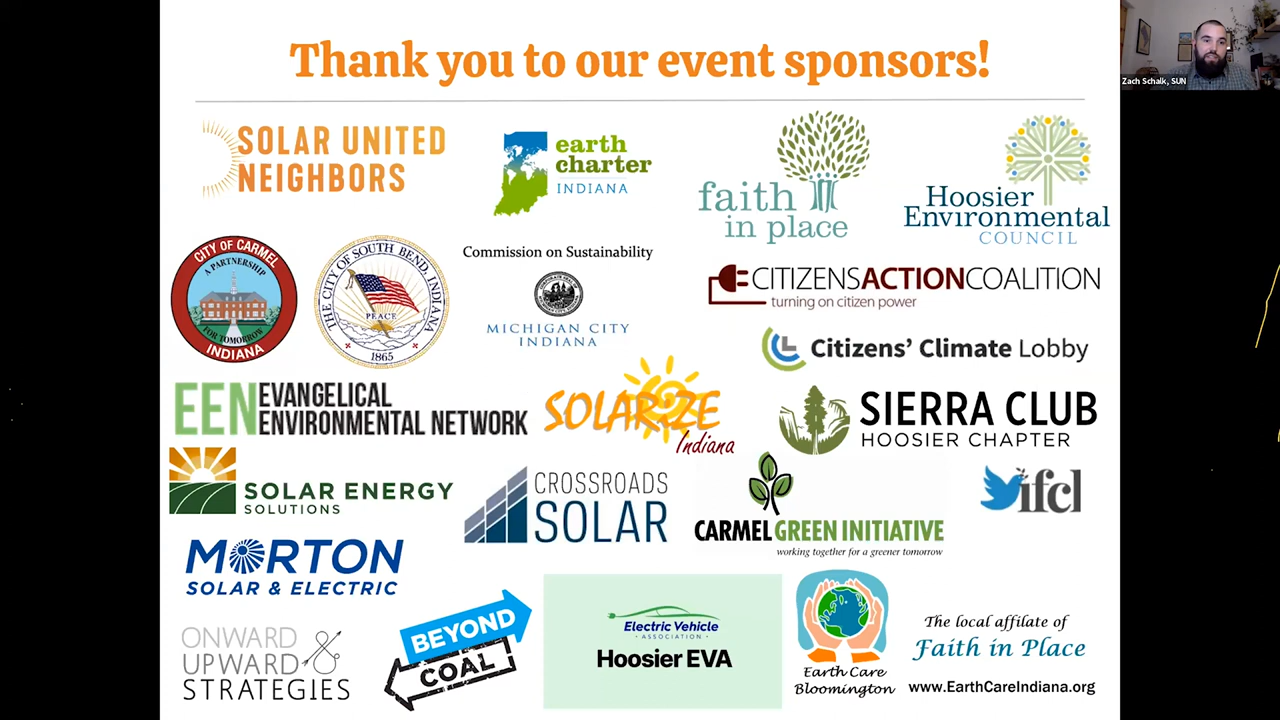 Thank you to our event sponsors!
Zach Schalk, SUN
SOLAR UNITED
NEIGHBORS
earth
charter
INDIANA
faith
in place
Hoosier
Environmental
COUNCIL
CITY OF CARMEL
A PARTNERSHIP
FOR TOMORROW
INDIANA
THE CITY OF SOUTH BEND, INDIANA
PEACE
1865
Commission on Sustainability
MICHIGAN CITY
INDIANA
CITIZENSACTIONCOALITION
turning on citizen power
Citizens' Climate Lobby
EEN EVANGELICAL
ENVIRONMENTAL NETWORK
SOLARIZE
Indiana
SIERRA CLUB
HOOSIER CHAPTER
SOLAR ENERGY
SOLUTIONS
CROSSROADS
SOLAR
CARMEL GREEN INITIATIVE
working together for a greener tomorrow
ifcl
MORTON
SOLAR & ELECTRIC
ONWARD
UPWARD &
STRATEGIES
BEYOND
COAL
Electric Vehicle
• ASSOCIATION •
Hoosier EVA
Earth Care
Bloomington
The local affilate of
Faith in Place
www.EarthCareIndiana.org